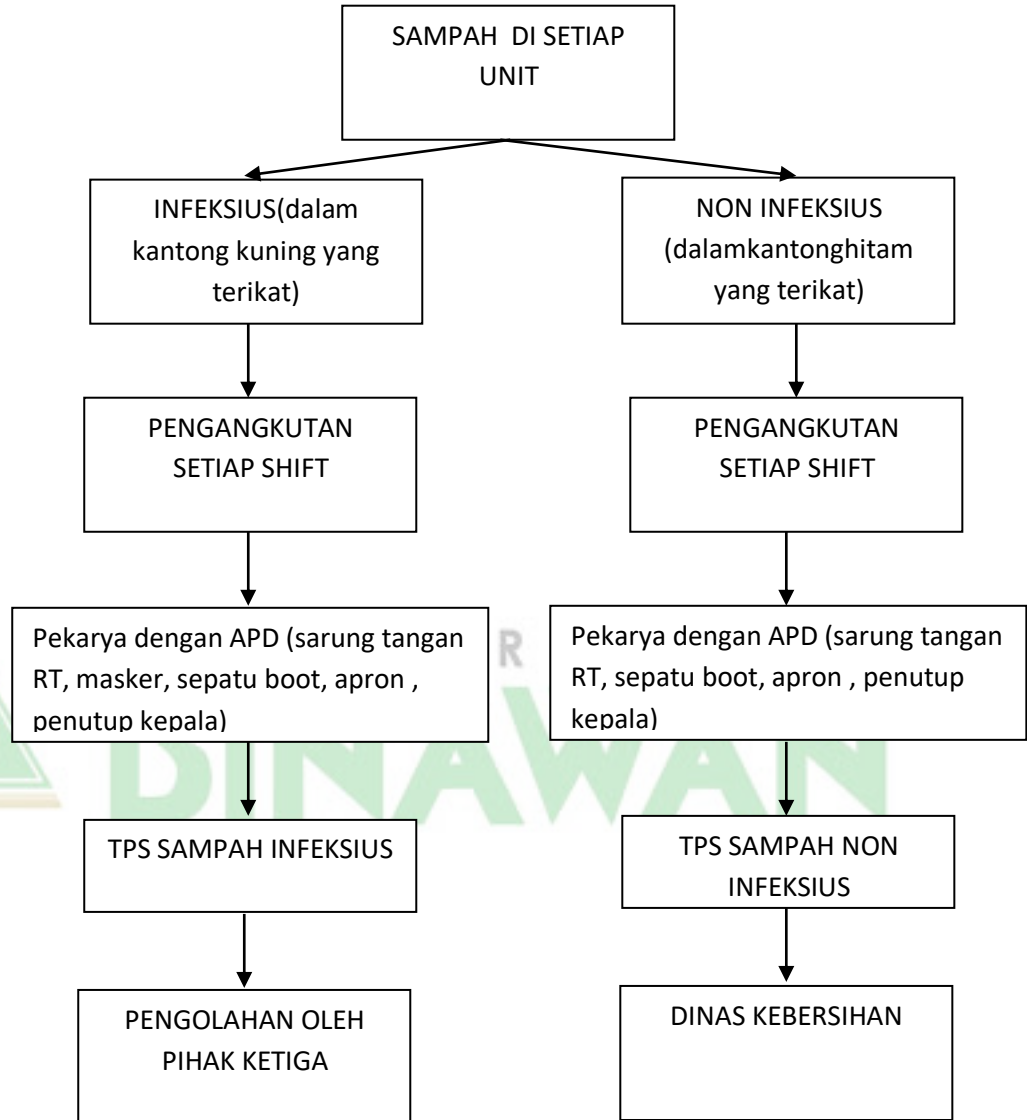 SAMPAH DI SETIAP
UNIT
INFEKSIUS(dalam
kantong kuning yang
terikat)
NON INFEKSIUS
(dalamkantonghitam
yang terikat)
PENGANGKUTAN
SETIAP SHIFT
PENGANGKUTAN
SETIAP SHIFT
Pekarya dengan APD (sarung tangan
RT, masker, sepatu boot, apron ,
penutup kepala)
Pekarya dengan APD (sarung tangan
RT, sepatu boot, apron , penutup
kepala)
R
BINAWAN
TPS SAMPAH INFEKSIUS
TPS SAMPAH NON
INFEKSIUS
PENGOLAHAN OLEH
PIHAK KETIGA
DINAS KEBERSIHAN